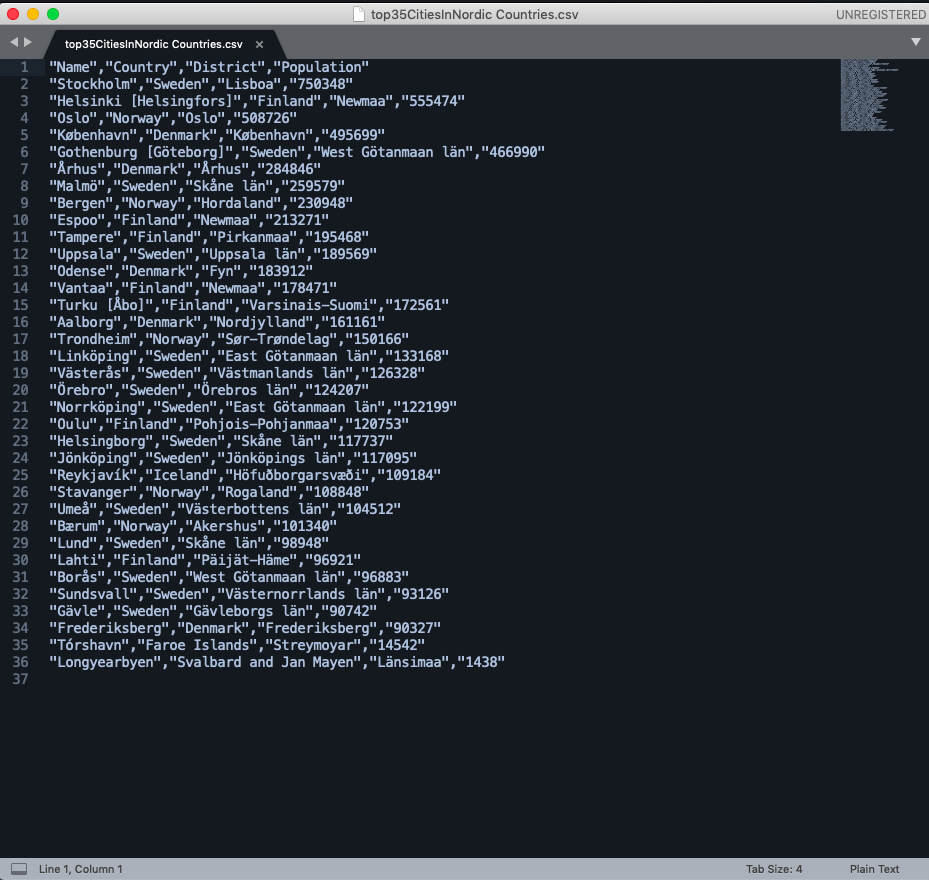 top35CitiesInNordic Countries.csv
UNREGISTERED
top35CitiesInNordic Countries.csv ×
1 "Name","Country","District","Population"
2 "Stockholm","Sweden","Lisboa","750348"
3 "Helsinki [Helsingfors]","Finland","Newmaa","555474"
4 "Oslo","Norway","Oslo","508726"
5 "København","Denmark","København","495699"
6 "Gothenburg [Göteborg]","Sweden","West Götanmaan län","466990"
7 "Århus","Denmark","Århus","284846"
8 "Malmö","Sweden","Skåne län","259579"
9 "Bergen","Norway","Hordaland","230948"
10 "Espoo","Finland","Newmaa","213271"
11 "Tampere","Finland","Pirkanmaa","195468"
12 "Uppsala","Sweden","Uppsala län","189569"
13 "Odense","Denmark","Fyn","183912"
14 "Vantaa","Finland","Newmaa","178471"
15 "Turku [Åbo]","Finland","Varsinais-Suomi","172561"
16 "Aalborg","Denmark","Nordjylland","161161"
17 "Trondheim","Norway","Sør-Trøndelag","150166"
18 "Linköping","Sweden","East Götanmaan län","133168"
19 "Västerås","Sweden","Västmanlands län","126328"
20 "Örebro","Sweden","Örebros län","124207"
21 "Norrköping","Sweden","East Götanmaan län","122199"
22 "Oulu","Finland","Pohjois-Pohjanmaa","120753"
23 "Helsingborg","Sweden","Skåne län","117737"
24 "Jönköping","Sweden","Jönköpings län","117095"
25 "Reykjavík","Iceland","Höfuðborgarsvæði","109184"
26 "Stavanger","Norway","Rogaland","108848"
27 "Umeå","Sweden","Västerbottens län","104512"
28 "Bærum","Norway","Akershus","101340"
29 "Lund","Sweden","Skåne län","98948"
30 "Lahti","Finland","Päijät-Häme","96921"
31 "Borås","Sweden","West Götanmaan län","96883"
32 "Sundsvall","Sweden","Västernorrlands län","93126"
33 "Gävle","Sweden","Gävleborgs län","90742"
34 "Frederiksberg","Denmark","Frederiksberg","90327"
35 "Tórshavn","Faroe Islands","Streymoyar","14542"
36 "Longyearbyen","Svalbard and Jan Mayen","Länsimaa","1438"
37
Line 1, Column 1
Tab Size: 4
Plain Text